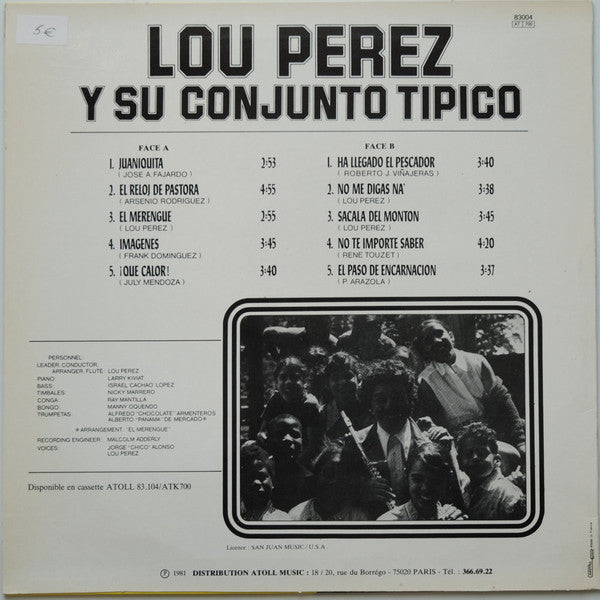 5€
83004
AT 790
LOU PEREZ
Y SU CONJUNTO TIPICO
FACE A
1. JUANIQUITA 2:53
( JOSE A. FAJARDO )
2. EL RELOJ DE PASTORA 4:55
( ARSENIO RODRIGUEZ )
3. EL MERENGUE 2:55
( LOU PEREZ )
4. IMAGENES 3:45
( FRANK DOMINGUEZ )
5. ¡QUE CALOR! 3:40
( JULY MENDOZA )
FACE B
1. HA LLEGADO EL PESCADOR 3:40
( ROBERTO J. VIÑAJERAS )
2. NO ME DIGAS NA' 3:38
( LOU PEREZ )
3. SACALA DEL MONTON 3:45
( LOU PEREZ )
4. NO TE IMPORTE SABER 4:20
( RENE TOUZET )
5. EL PASO DE ENCARNACION 3:37
( P. ARAZOLA )
PERSONNEL
LEADER, CONDUCTOR,
ARRANGER, FLUTE: LOU PEREZ
PIANO: LARRY KIVIAT
BASS: ISRAEL CACHAO LOPEZ
TIMBALES: NICKY MARRERO
CONGA: RAY MANTILLA
BONGO: MANNY OQUENDO
TRUMPETAS: ALFREDO "CHOCOLATE" ARMENTEROS
ALBERTO "PANAMA" DE MERCADO*
*ARRANGEMENT: "EL MERENGUE"
RECORDING ENGINEER: MALCOLM ADDERLY
VOICES: JORGE "CHICO" ALONSO
LOU PEREZ
Disponible en cassette ATOLL 83.104/ATK700
Licence : SAN JUAN MUSIC / U.S.A.
Ⓟ 1981 DISTRIBUTION ATOLL MUSIC : 18 / 20, rue du Borrégo - 75020 PARIS - Tél. : 366.69.22